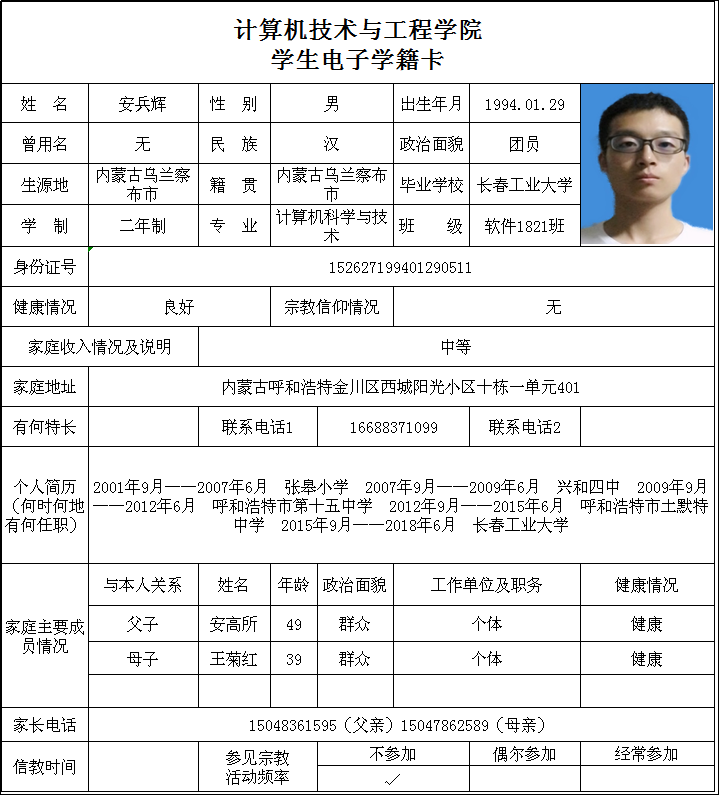 计算机技术与工程学院
学生电子学籍卡
姓 名 安兵辉 性 别 男 出生年月 1994.01.29
曾用名 无 民 族 汉 政治面貌 团员
生源地 内蒙古乌兰察布市 籍 贯 内蒙古乌兰察布市 毕业学校 长春工业大学
学 制 二年制 专 业 计算机科学与技术 班 级 软件1821班
身份证号 152627199401290511
健康情况 良好 宗教信仰情况 无
家庭收入情况及说明 中等
家庭地址 内蒙古呼和浩特金川区西城阳光小区十栋一单元401
有何特长 联系电话1 16688371099 联系电话2
个人简历
（何时何地
有何任职）
2001年9月——2007年6月 张皋小学 2007年9月——2009年6月 兴和四中 2009年9月
——2012年6月 呼和浩特市第十五中学 2012年9月——2015年6月 呼和浩特市土默特
中学 2015年9月——2018年6月 长春工业大学
家庭主要成
员情况
与本人关系 姓名 年龄 政治面貌 工作单位及职务 健康情况
父子 安高所 49 群众 个体 健康
母子 王菊红 39 群众 个体 健康
家长电话 15048361595（父亲）15047862589（母亲）
信教时间 参见宗教
活动频率
不参加 偶尔参加 经常参加
✓